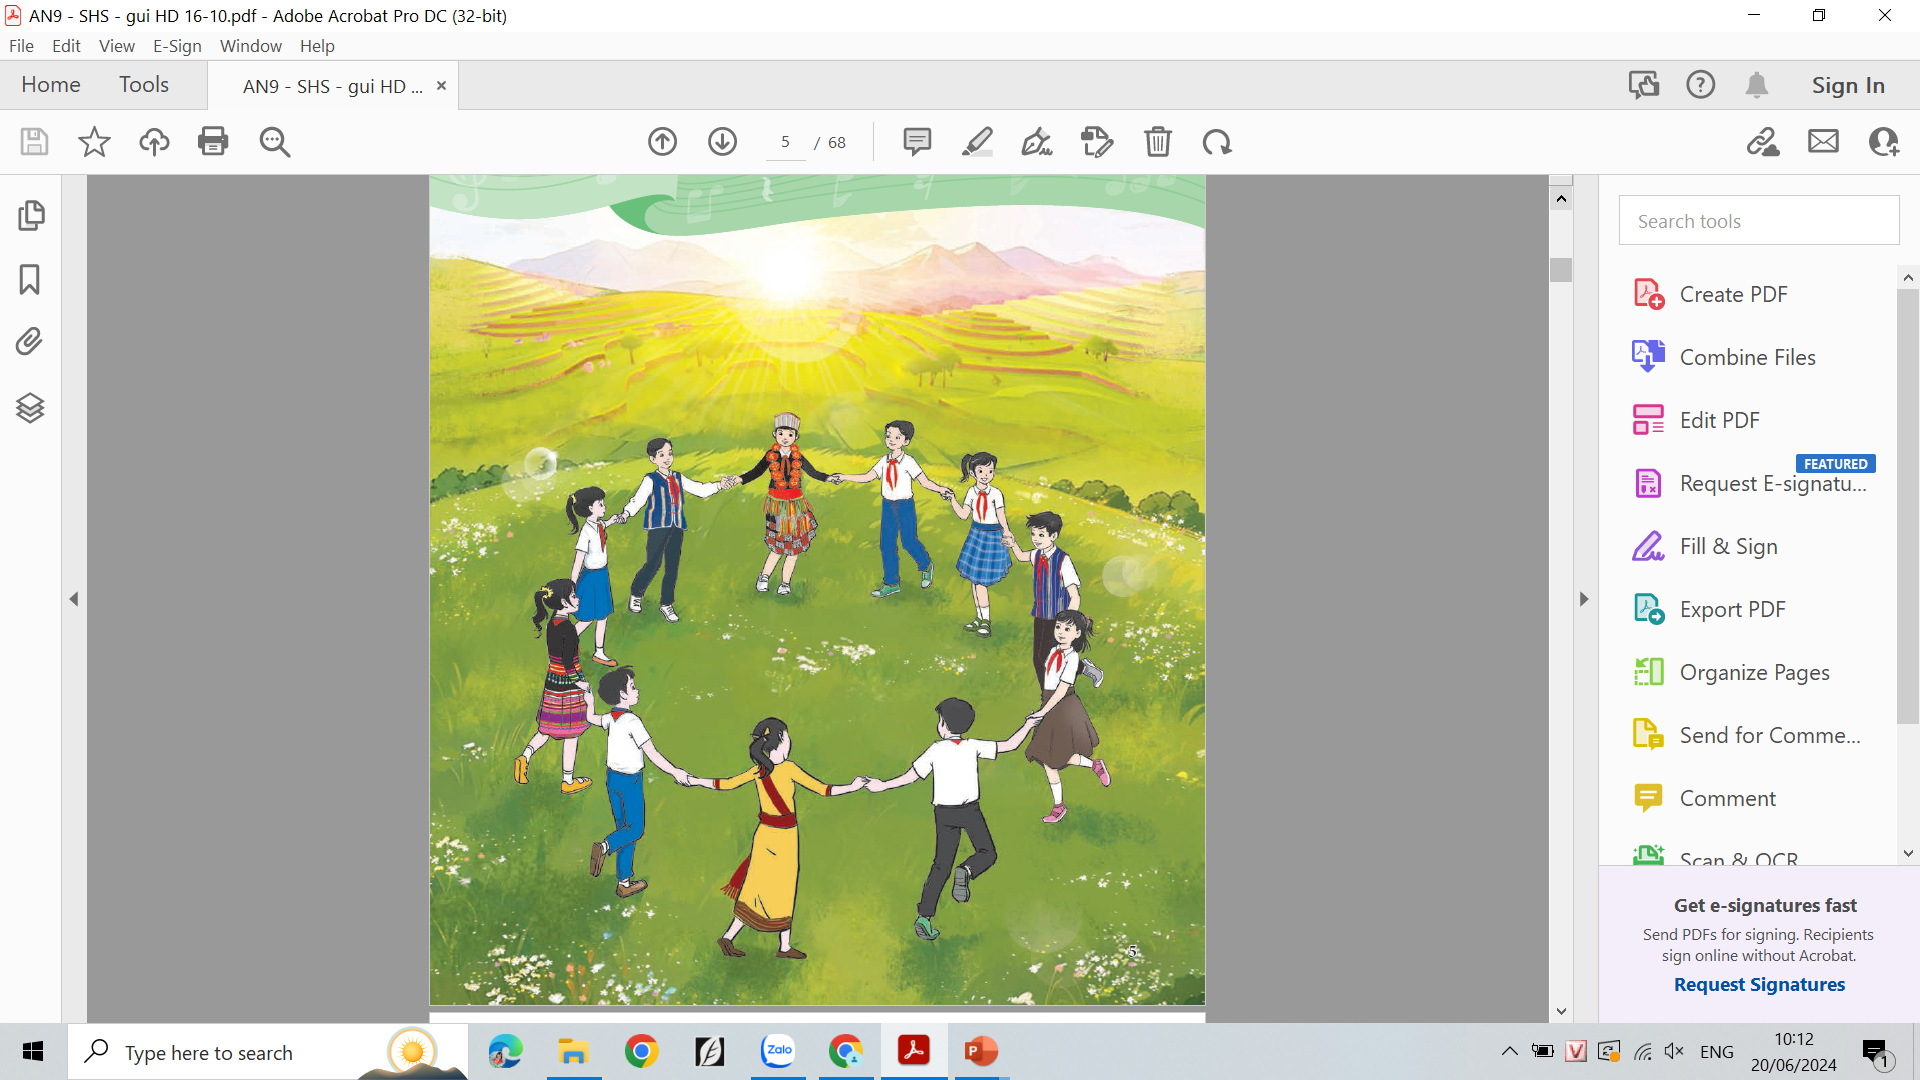 AN9 - SHS - gui HD 16-10.pdf - Adobe Acrobat Pro DC (32-bit)
File Edit View E-Sign Window Help
Home Tools AN9 - SHS - gui HD ... × Sign In
5 / 68
Search tools
Create PDF
Combine Files
Edit PDF
FEATURED
Request E-signatu...
Fill & Sign
Export PDF
Organize Pages
Send for Comme...
Comment
Scan & OCR
Get e-signatures fast
Send PDFs for signing. Recipients
sign online without Acrobat.
Request Signatures
5
Type here to search
Zalo
P
V
ENG
10:12
20/06/2024
1